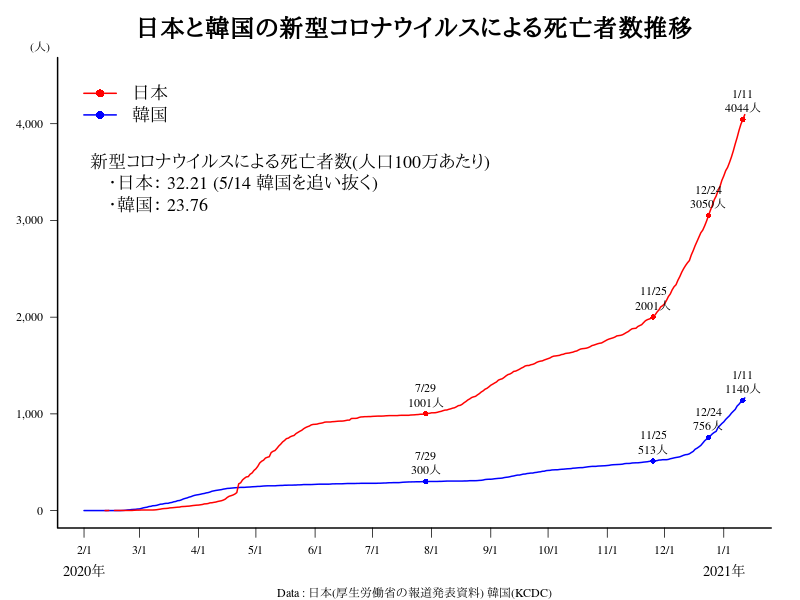 日本と韓国の新型コロナウイルスによる死亡者数推移
(人)
日本
韓国
新型コロナウイルスによる死亡者数(人口100万あたり)
・日本: 32.21 (5/14 韓国を追い抜く)
・韓国: 23.76
4,000
3,000
2,000
1,000
0
1/11
4044人
12/24
3050人
11/25
2001人
7/29
1001人
1/11
1140人
12/24
756人
11/25
513人
7/29
300人
2/1 3/1 4/1 5/1 6/1 7/1 8/1 9/1 10/1 11/1 12/1 1/1
2020年 2021年
Data : 日本(厚生労働省の報道発表資料) 韓国(KCDC)